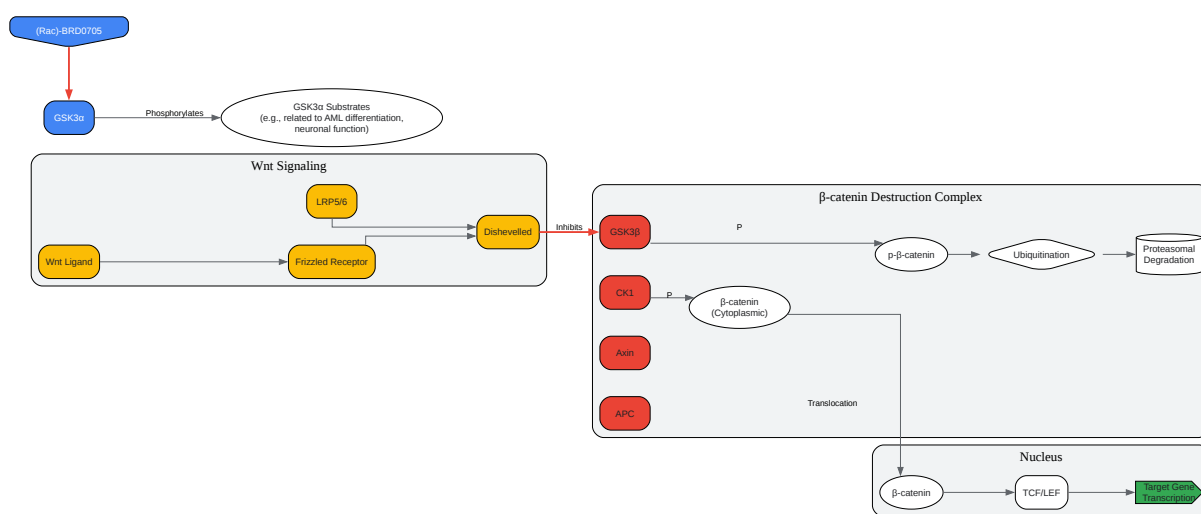 (Rac)-BRD0705
GSK3α
Phosphorylates
GSK3α Substrates
(e.g., related to AML differentiation,
neuronal function)
Wnt Signaling
LRP5/6
Dishevelled
Wnt Ligand
Frizzled Receptor
Inhibits
β-catenin Destruction Complex
GSK3β
P
p-β-catenin
Ubiquitination
Proteasomal
Degradation
CK1
P
β-catenin
(Cytoplasmic)
Axin
APC
Translocation
Nucleus
β-catenin
TCF/LEF
Target Gene
Transcription